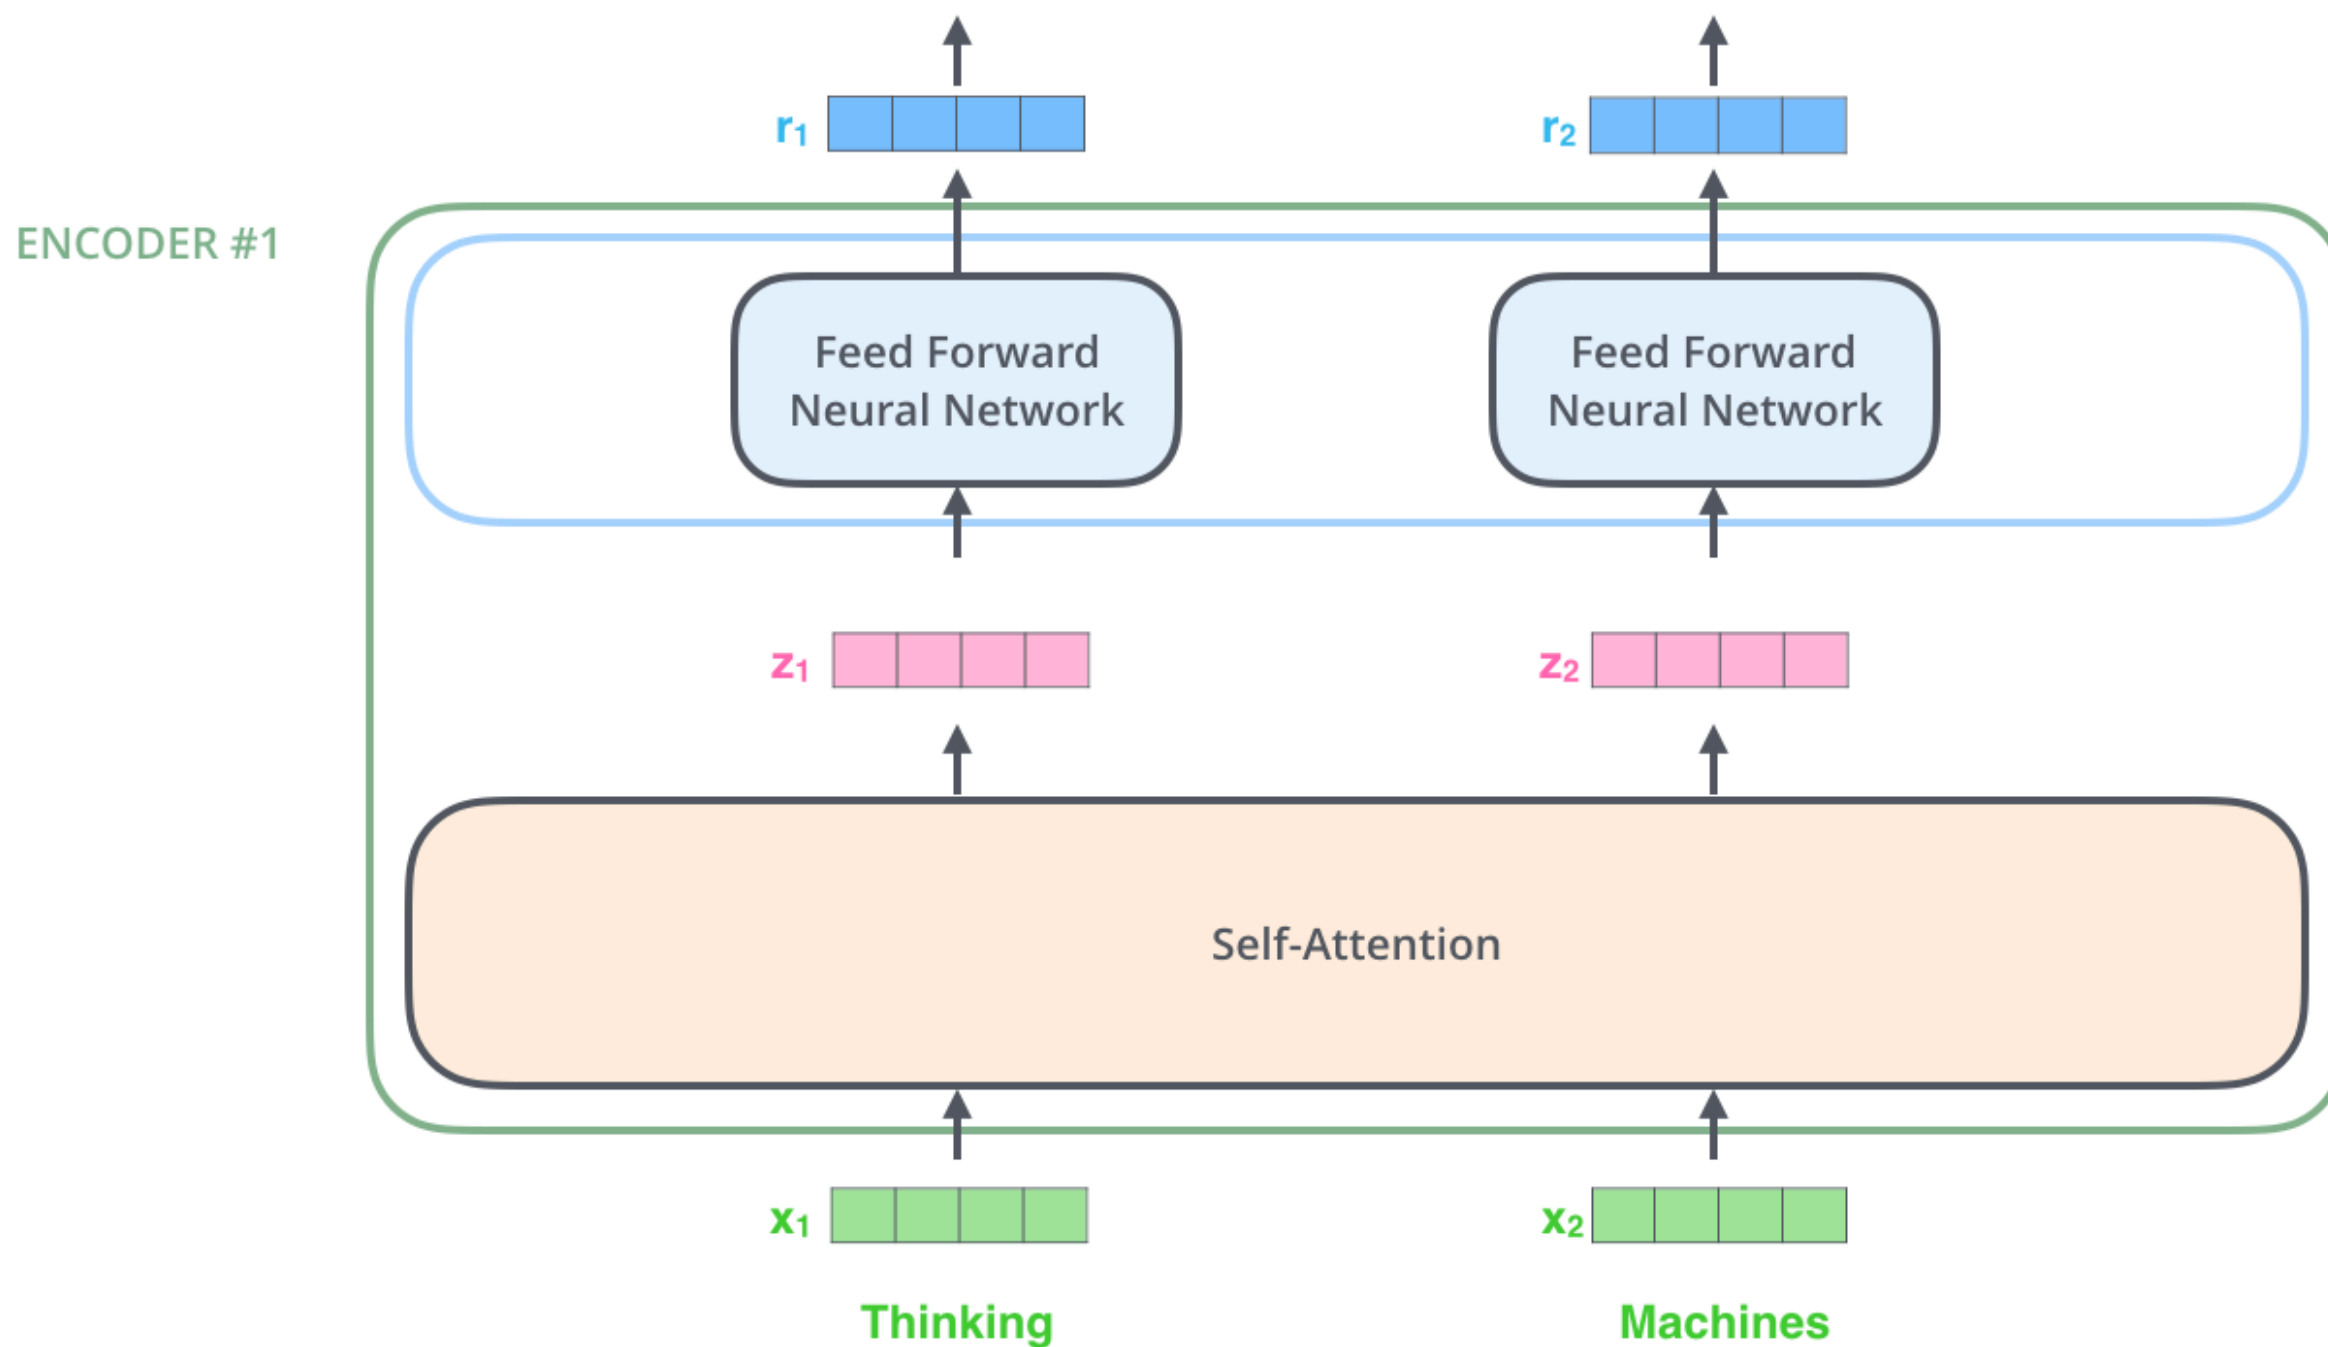 r₁
r₂
ENCODER #1
Feed Forward
Neural Network
Feed Forward
Neural Network
z₁
z₂
Self-Attention
x₁
x₂
Thinking
Machines